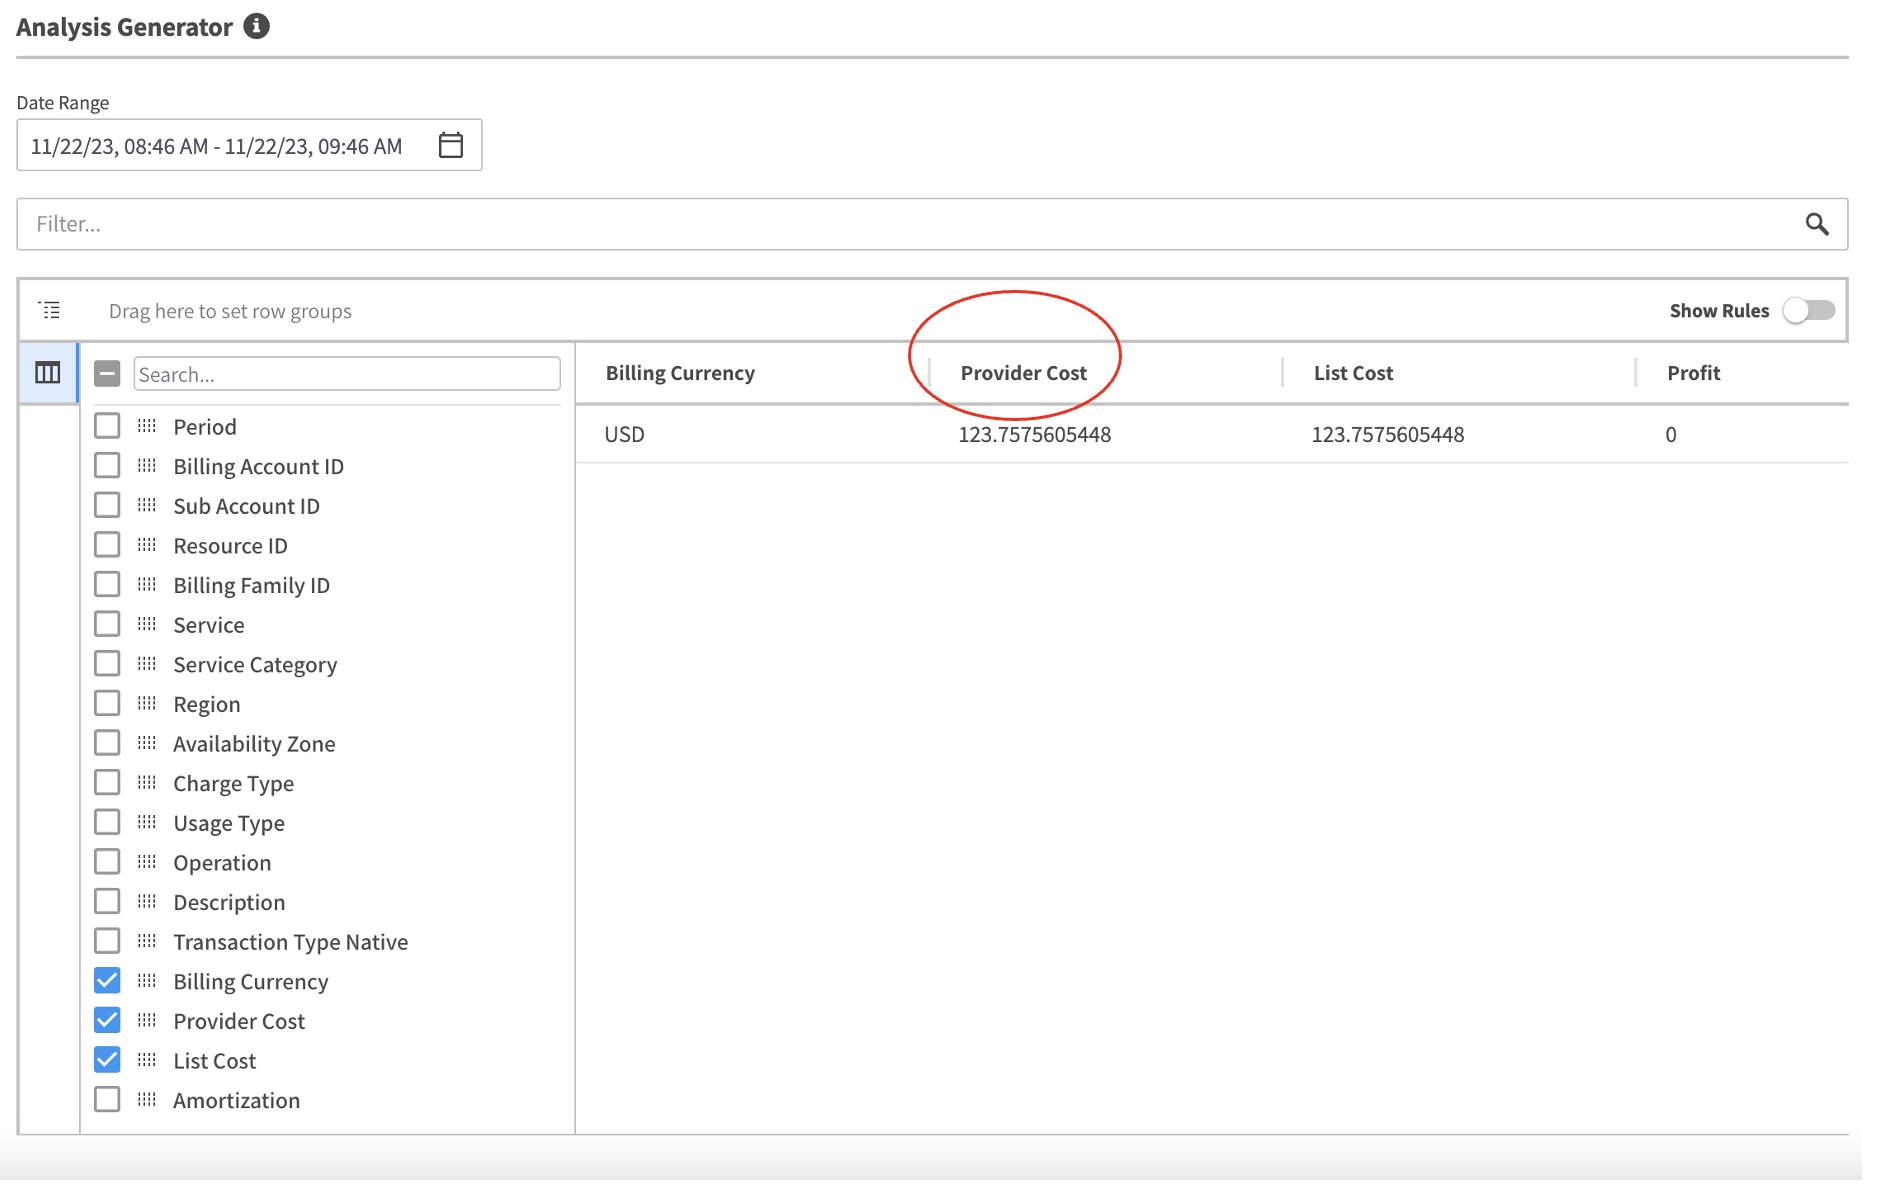 Analysis Generator
Date Range
11/22/23, 08:46 AM - 11/22/23, 09:46 AM
Filter...
Drag here to set row groups
Show Rules
Search...
Billing Currency
Provider Cost
List Cost
Profit
USD
123.7575605448
123.7575605448
0
Period
Billing Account ID
Sub Account ID
Resource ID
Billing Family ID
Service
Service Category
Region
Availability Zone
Charge Type
Usage Type
Operation
Description
Transaction Type Native
Billing Currency
Provider Cost
List Cost
Amortization